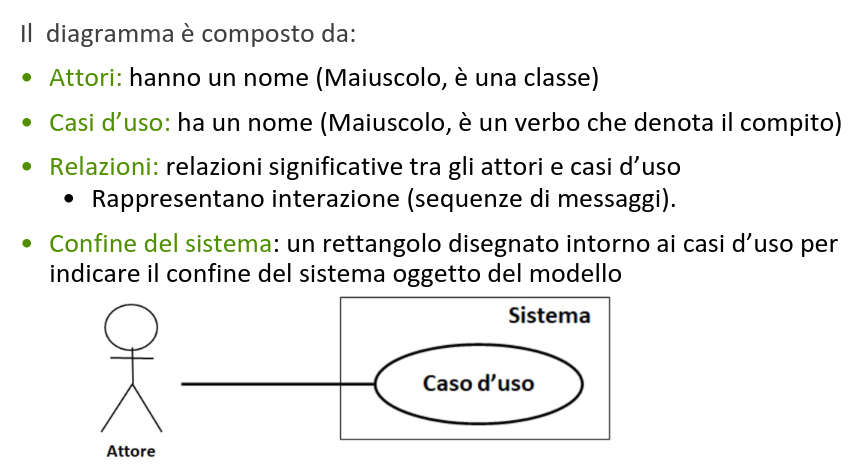 Il diagramma è composto da:
• Attori: hanno un nome (Maiuscolo, è una classe)
• Casi d’uso: ha un nome (Maiuscolo, è un verbo che denota il compito)
• Relazioni: relazioni significative tra gli attori e casi d’uso
• Rappresentano interazione (sequenze di messaggi).
• Confine del sistema: un rettangolo disegnato intorno ai casi d’uso per
indicare il confine del sistema oggetto del modello
Sistema
Caso d’uso
Attore